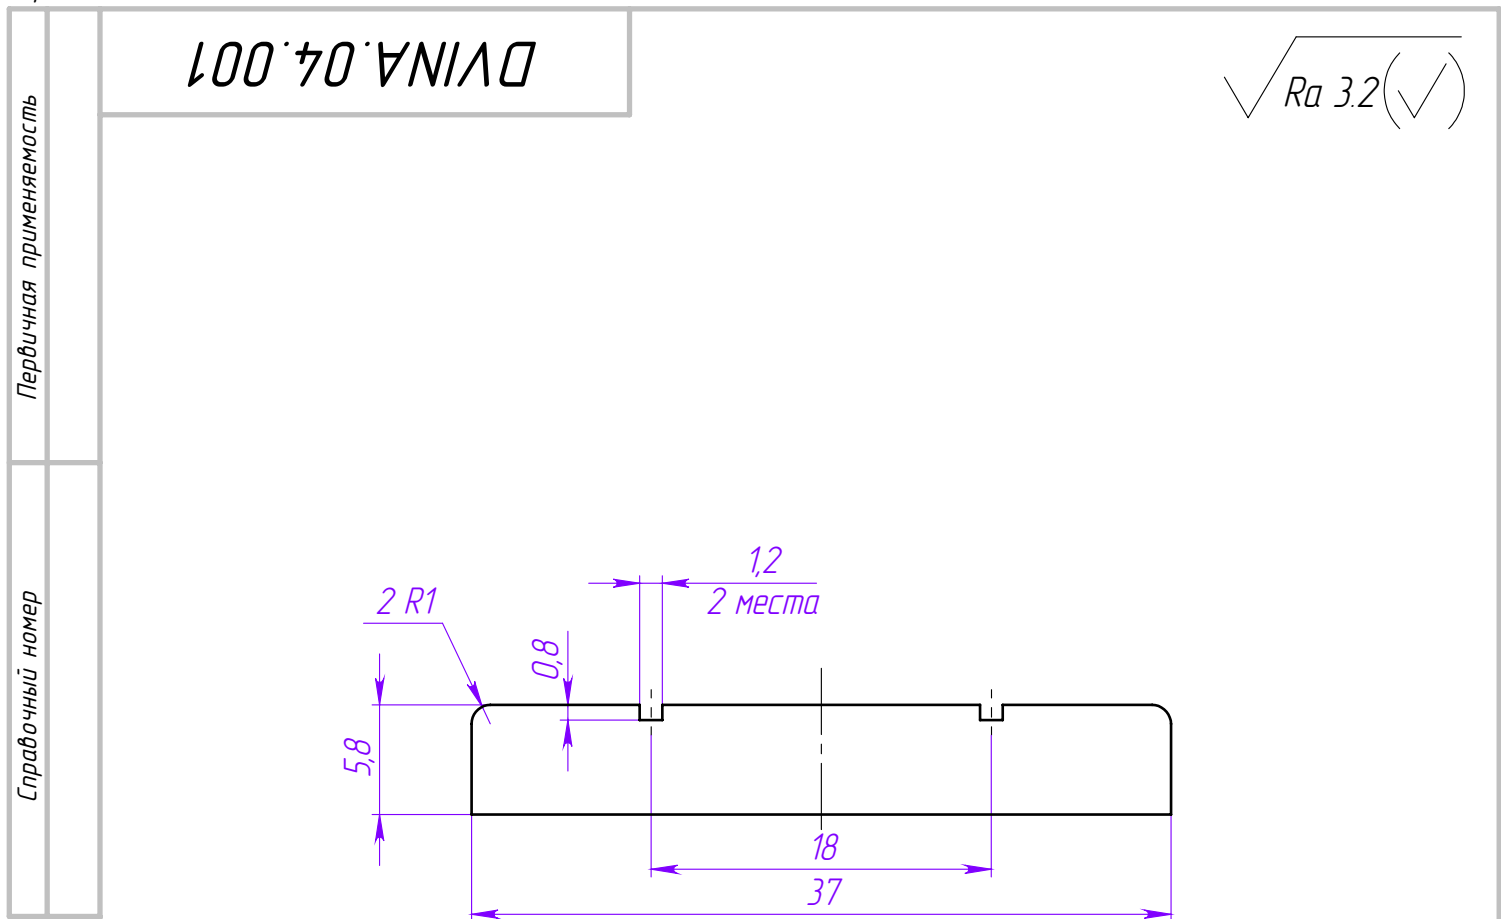 DVINA.04.001
Ra 3.2
Первичная применяемость
Справочный номер
1,2
2 места
2 R1
0,8
5,8
18
37